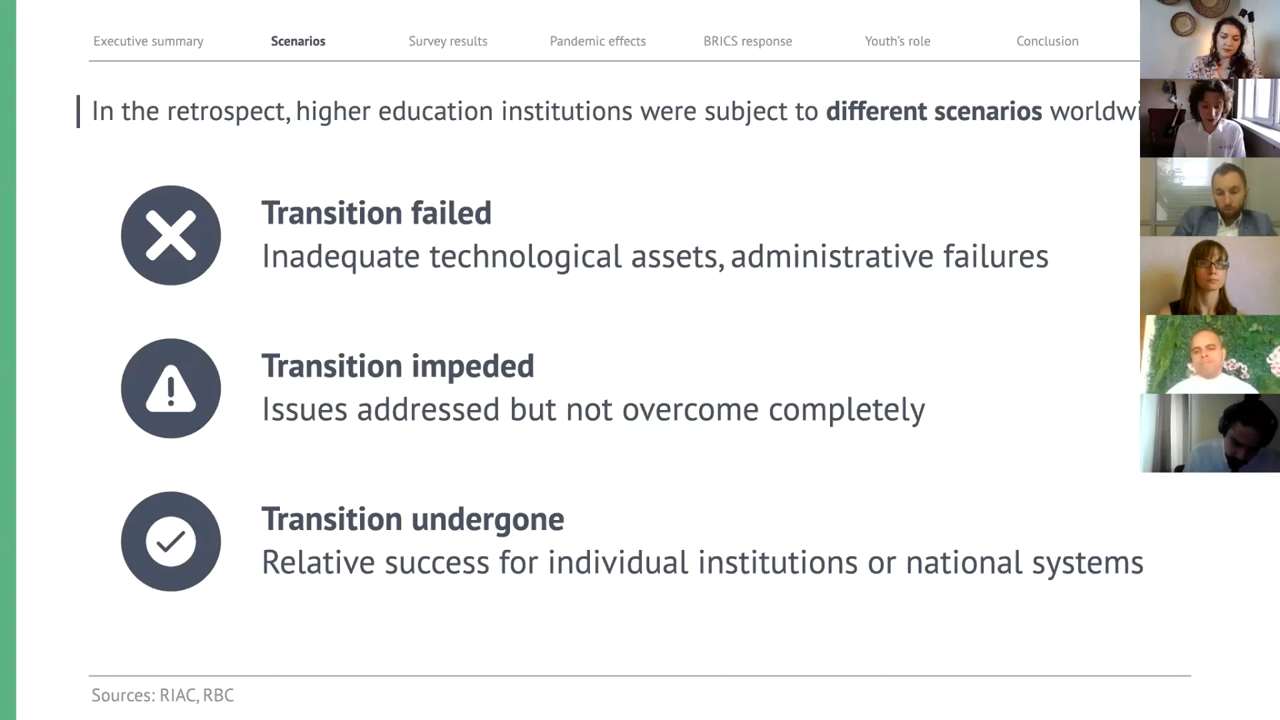 Executive summary Scenarios Survey results Pandemic effects BRICS response Youth's role Conclusion
In the retrospect, higher education institutions were subject to different scenarios worldwi
Transition failed
Inadequate technological assets, administrative failures
Transition impeded
Issues addressed but not overcome completely
Transition undergone
Relative success for individual institutions or national systems
Sources: RIAC, RBC